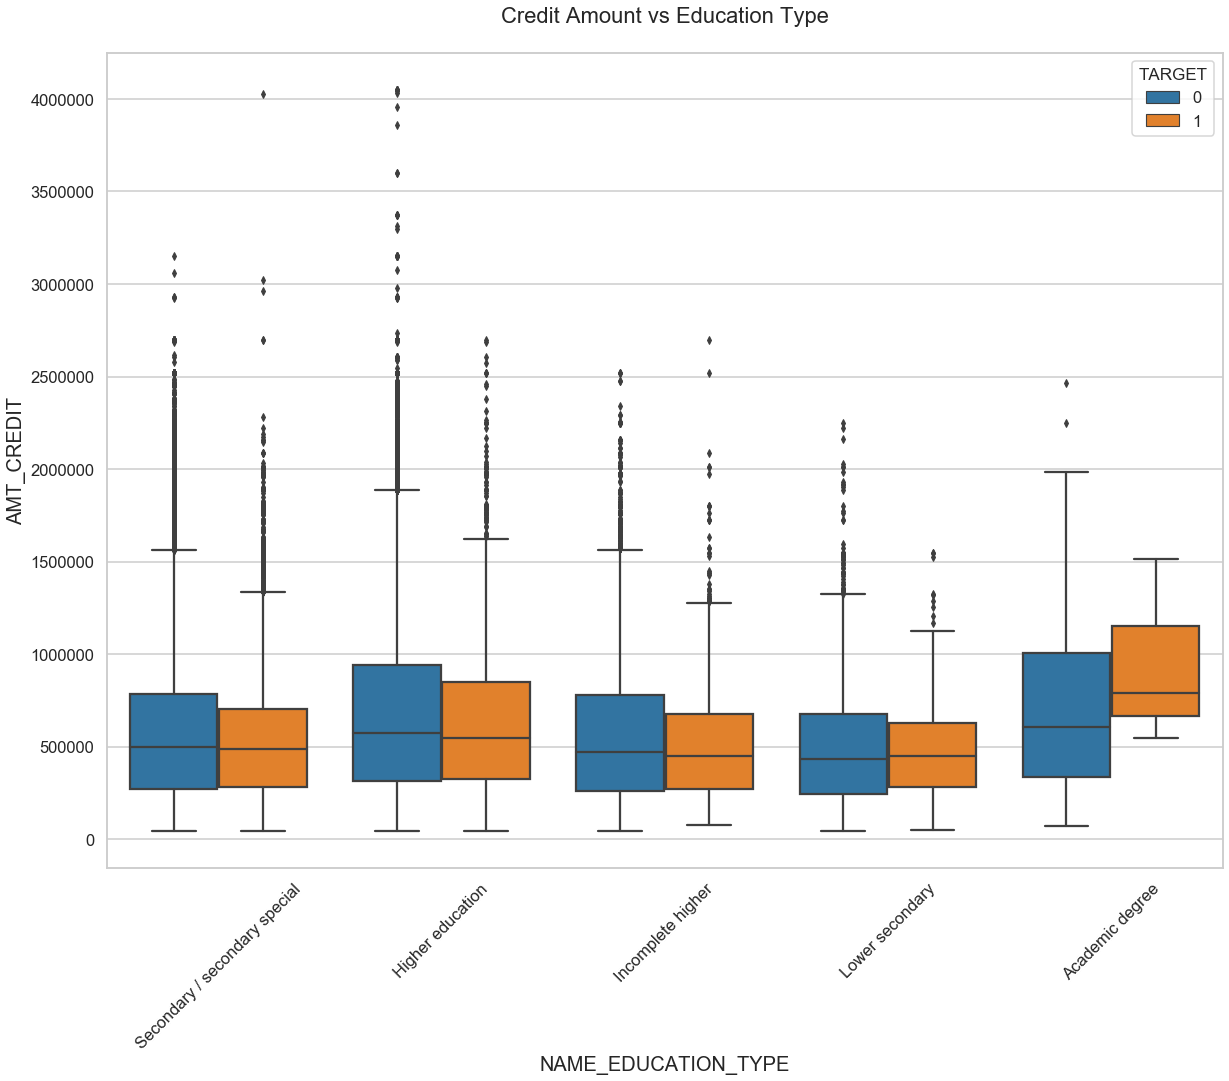 Credit Amount vs Education Type
TARGET
0
1
4000000
3500000
3000000
2500000
2000000
1500000
1000000
500000
0
AMT_CREDIT
Secondary / secondary special
Higher education
Incomplete higher
Lower secondary
Academic degree
NAME_EDUCATION_TYPE